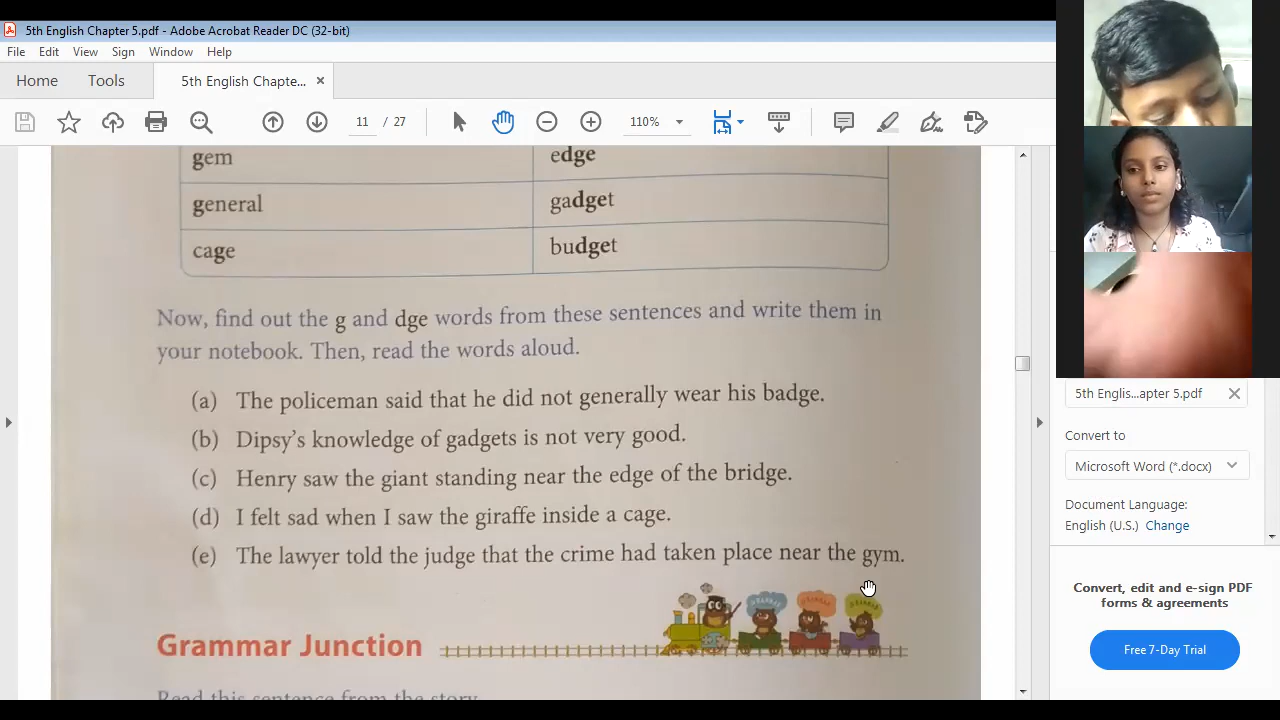 5th English Chapter 5.pdf - Adobe Acrobat Reader DC (32-bit)
File Edit View Sign Window Help
Home Tools 5th English Chapte... ×
11 / 27 110%
gem edge
general gadget
cage budget
Now, find out the g and dge words from these sentences and write them in
your notebook. Then, read the words aloud.
(a) The policeman said that he did not generally wear his badge.
(b) Dipsy's knowledge of gadgets is not very good.
(c) Henry saw the giant standing near the edge of the bridge.
(d) I felt sad when I saw the giraffe inside a cage.
(e) The lawyer told the judge that the crime had taken place near the gym.
Grammar Junction
Read this sentence from the story.
5th Englis...apter 5.pdf
Convert to
Microsoft Word (*.docx)
Document Language:
English (U.S.) Change
Convert, edit and e-sign PDF
forms & agreements
Free 7-Day Trial